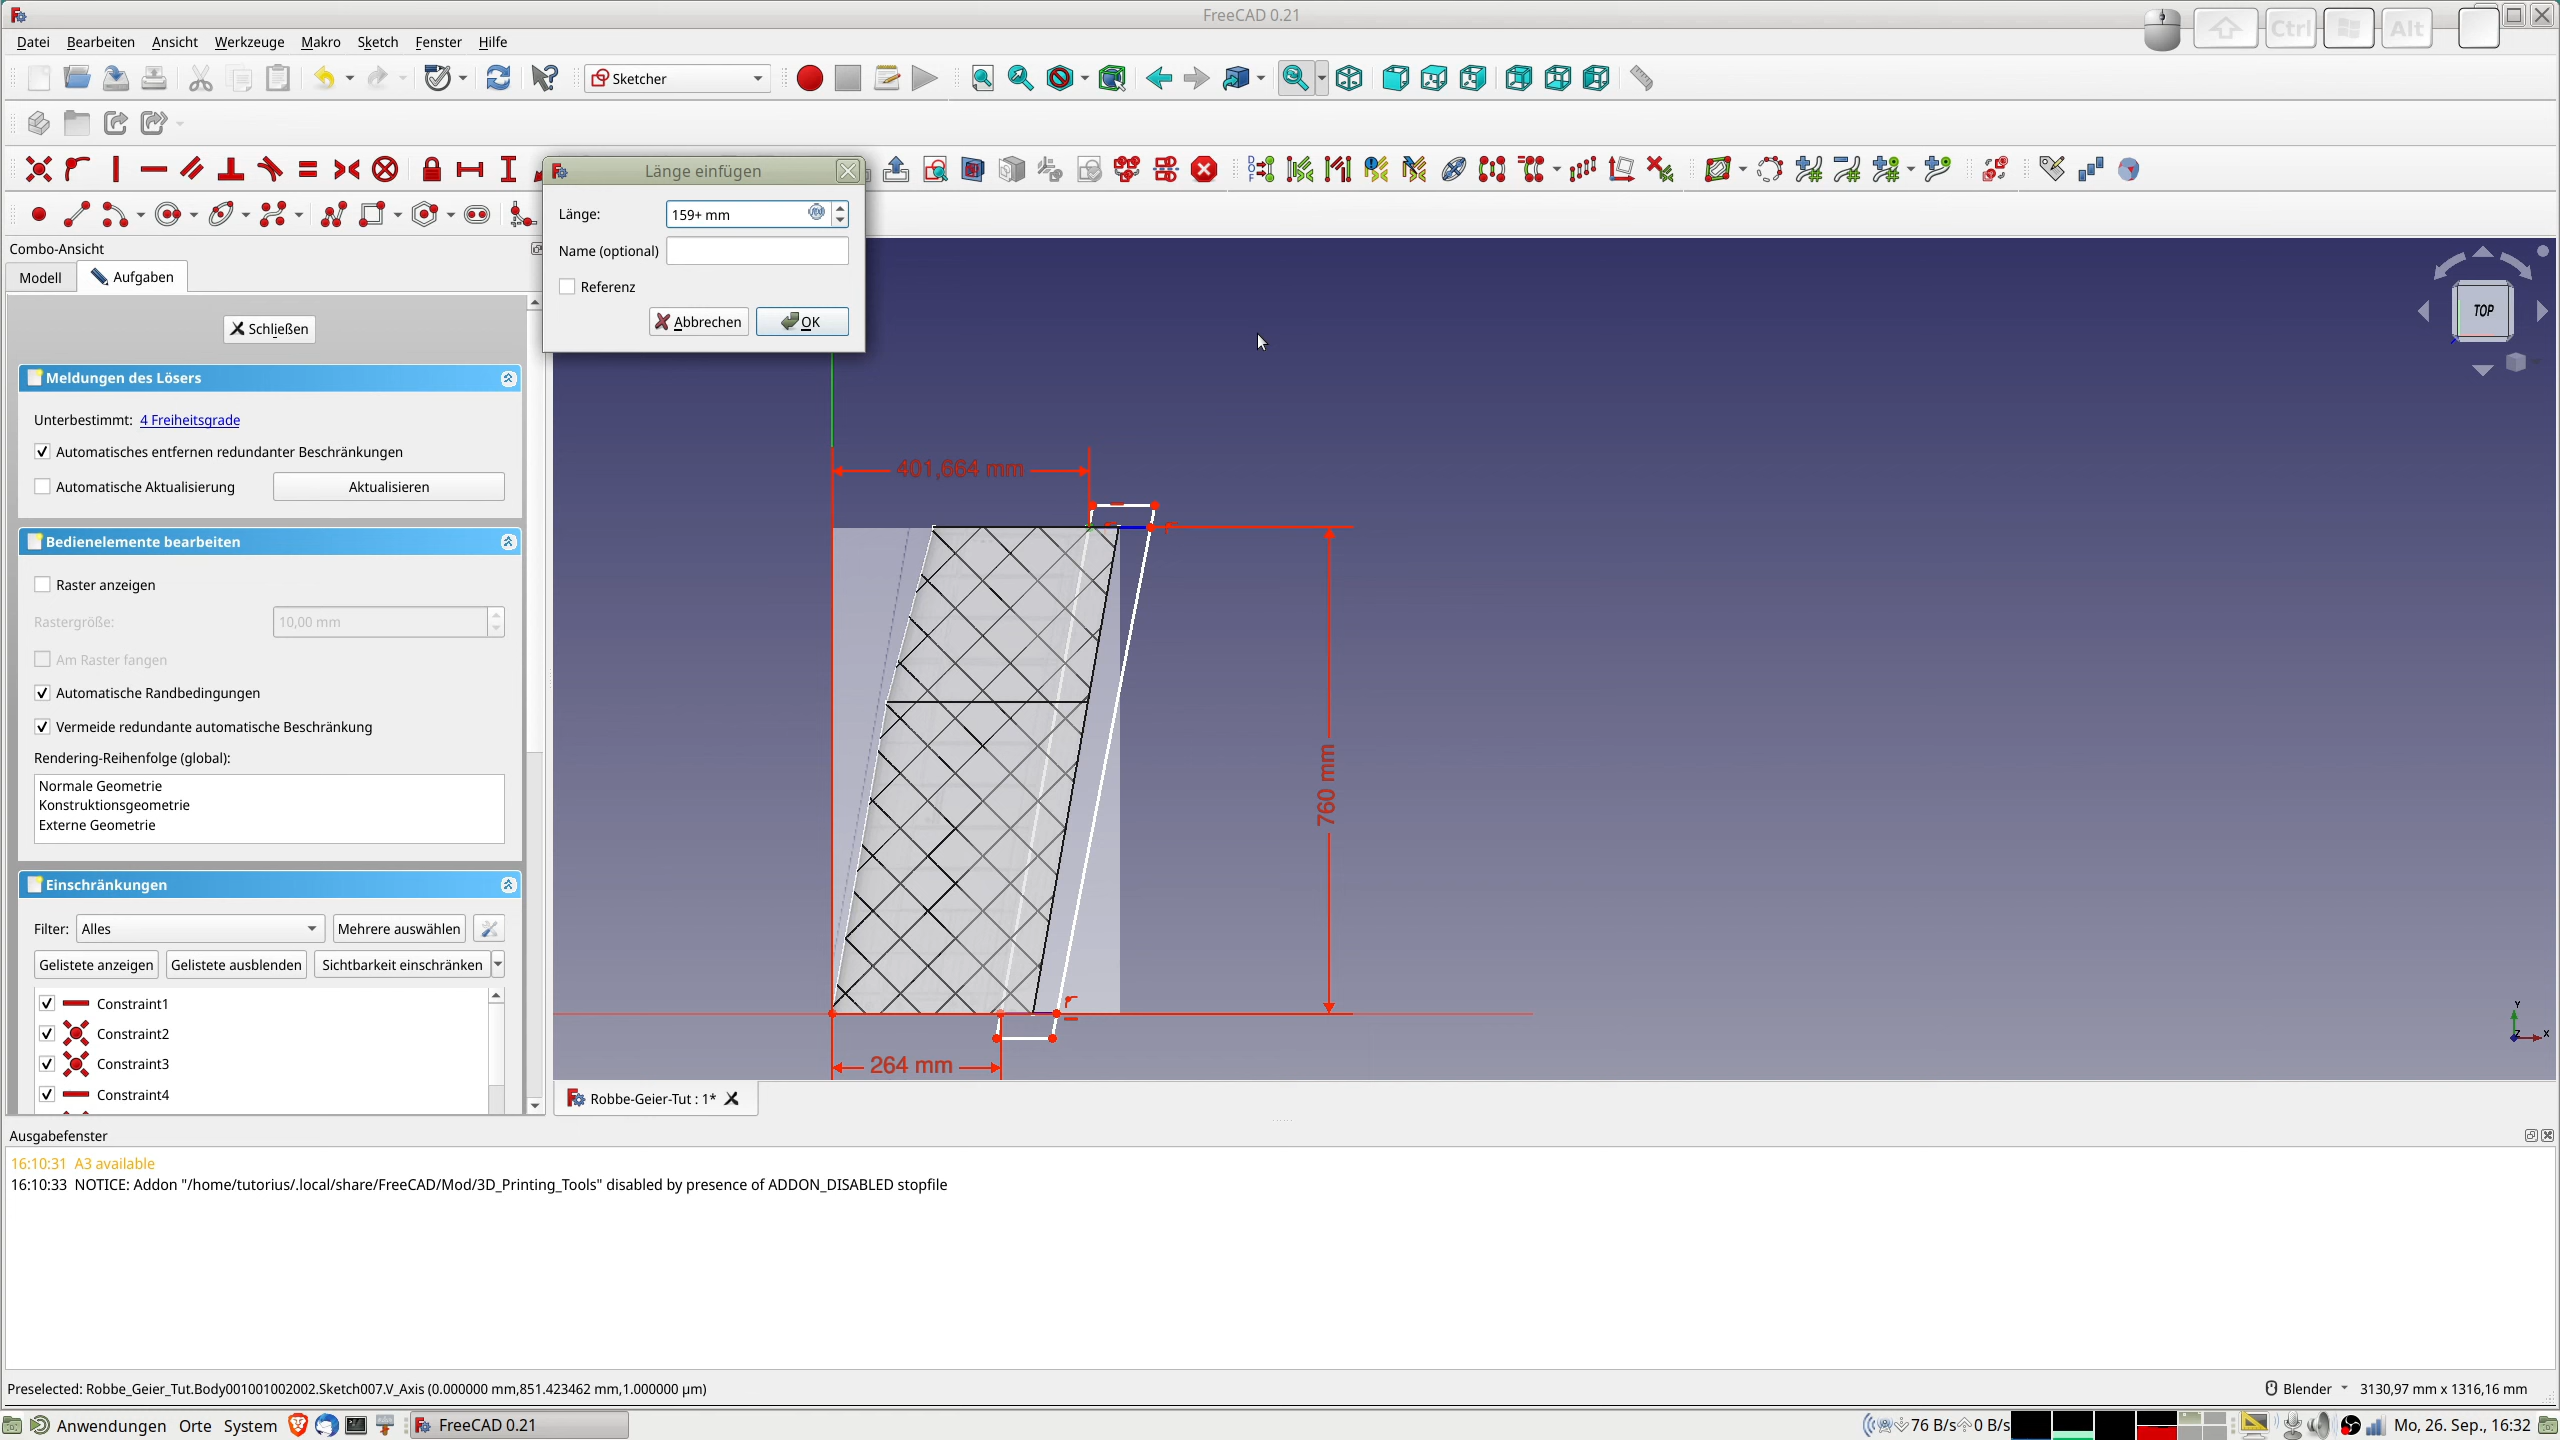 FreeCAD 0.21
Ctrl
Alt
Datei Bearbeiten Ansicht Werkzeuge Makro Sketch Fenster Hilfe
Sketcher
Länge einfügen
Länge: 159+ mm
Name (optional)
Referenz
Abbrechen OK
Combo-Ansicht
Modell Aufgaben
Schließen
Meldungen des Lösers
Unterbestimmt: 4 Freiheitsgrade
Automatisches entfernen redundanter Beschränkungen
Automatische Aktualisierung Aktualisieren
Bedienelemente bearbeiten
Raster anzeigen
Rastergröße: 10,00 mm
Am Raster fangen
Automatische Randbedingungen
Vermeide redundante automatische Beschränkung
Rendering-Reihenfolge (global):
Normale Geometrie
Konstruktionsgeometrie
Externe Geometrie
Einschränkungen
Filter: Alles Mehrere auswählen
Gelistete anzeigen Gelistete ausblenden Sichtbarkeit einschränken
Constraint1
Constraint2
Constraint3
Constraint4
TOP
401,664 mm
760 mm
264 mm
Y
Z X
Robbe-Geier-Tut : 1*
Ausgabefenster
16:10:31 A3 available
16:10:33 NOTICE: Addon "/home/tutorius/.local/share/FreeCAD/Mod/3D_Printing_Tools" disabled by presence of ADDON_DISABLED stopfile
Preselected: Robbe_Geier_Tut.Body001001002002.Sketch007.V_Axis (0.000000 mm,851.423462 mm,1.000000 µm)
Blender 3130,97 mm x 1316,16 mm
Anwendungen Orte System FreeCAD 0.21 76 B/s 0 B/s Mo, 26. Sep., 16:32